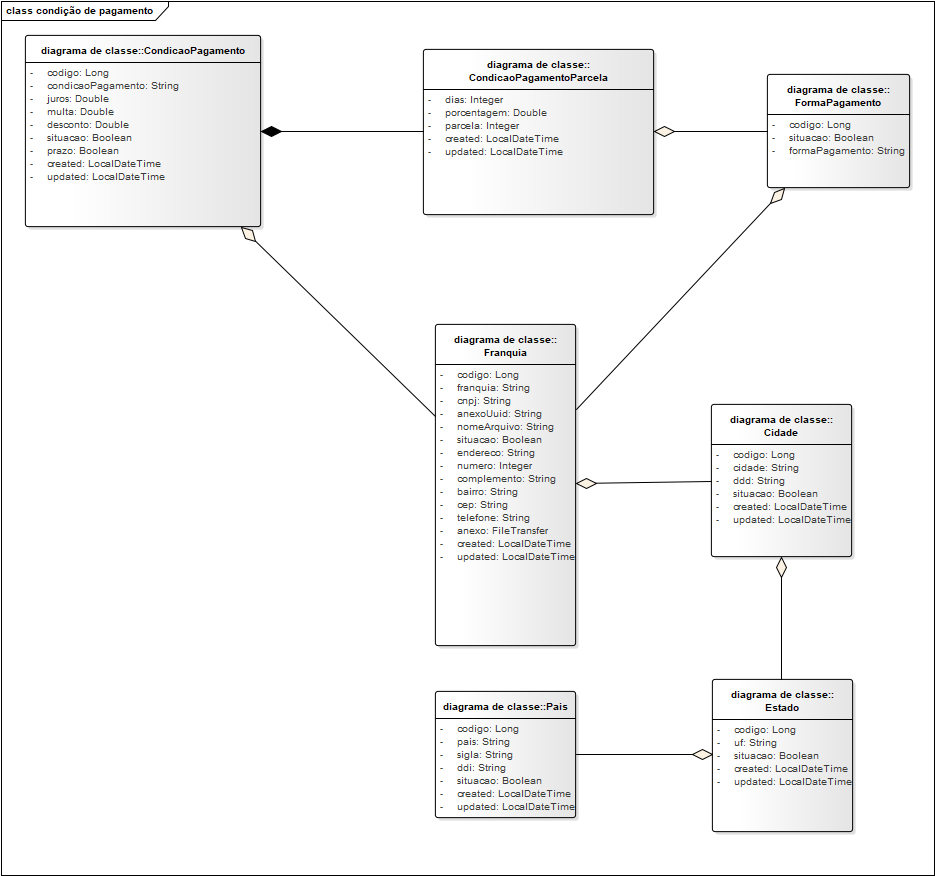 class condição de pagamento
diagrama de classe::CondicaoPagamento
- codigo: Long
- condicaoPagamento: String
- juros: Double
- multa: Double
- desconto: Double
- situacao: Boolean
- prazo: Boolean
- created: LocalDateTime
- updated: LocalDateTime
diagrama de classe::
CondicaoPagamentoParcela
- dias: Integer
- porcentagem: Double
- parcela: Integer
- created: LocalDateTime
- updated: LocalDateTime
diagrama de classe::
FormaPagamento
- codigo: Long
- situacao: Boolean
- formaPagamento: String
diagrama de classe::
Franquia
- codigo: Long
- franquia: String
- cnpj: String
- anexoUuid: String
- nomeArquivo: String
- situacao: Boolean
- endereco: String
- numero: Integer
- complemento: String
- bairro: String
- cep: String
- telefone: String
- anexo: FileTransfer
- created: LocalDateTime
- updated: LocalDateTime
diagrama de classe::
Cidade
- codigo: Long
- cidade: String
- ddd: String
- situacao: Boolean
- created: LocalDateTime
- updated: LocalDateTime
diagrama de classe::Pais
- codigo: Long
- pais: String
- sigla: String
- ddi: String
- situacao: Boolean
- created: LocalDateTime
- updated: LocalDateTime
diagrama de classe::
Estado
- codigo: Long
- uf: String
- situacao: Boolean
- created: LocalDateTime
- updated: LocalDateTime